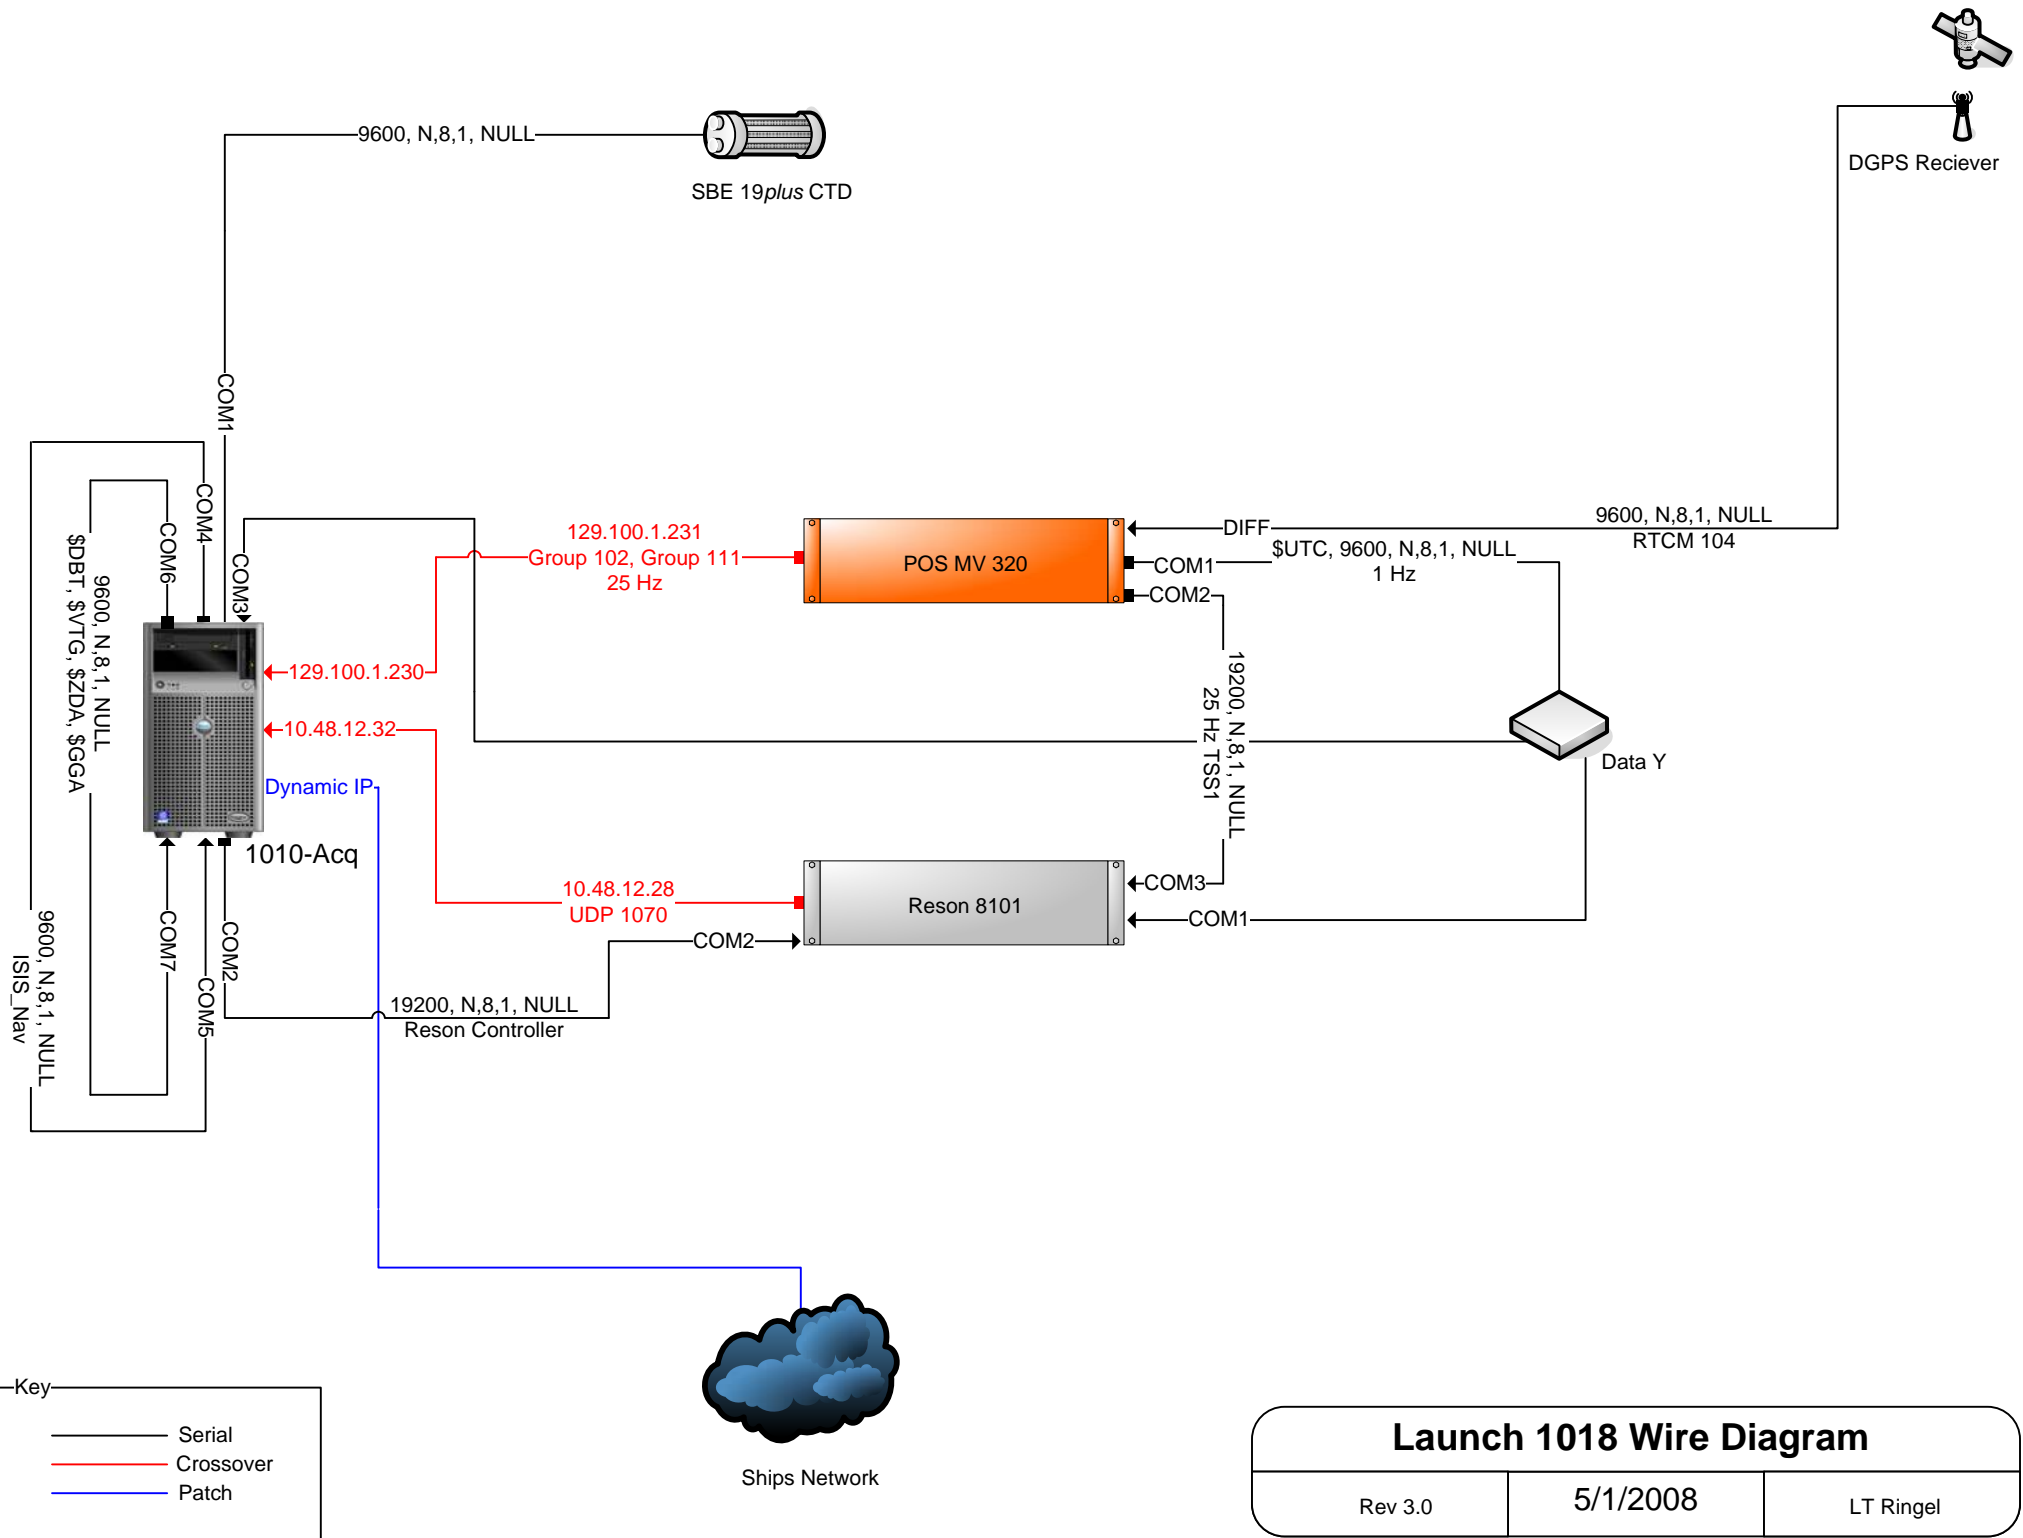 9600, N,8,1, NULL
SBE 19plus CTD
DGPS Reciever
COM1
COM4
COM6
COM3
$DBT, $VTG, $ZDA, $GGA
9600, N,8,1, NULL
129.100.1.231
Group 102, Group 111
25 Hz
POS MV 320
DIFF
9600, N,8,1, NULL
RTCM 104
COM1
$UTC, 9600, N,8,1, NULL
1 Hz
COM2
129.100.1.230
10.48.12.32
19200, N,8,1, NULL
25 Hz TSS1
Data Y
Dynamic IP
1010-Acq
10.48.12.28
UDP 1070
Reson 8101
COM3
COM1
COM2
COM7
COM2
COM5
9600, N,8,1, NULL
ISIS_Nav
19200, N,8,1, NULL
Reson Controller
Ships Network
Key
Serial
Crossover
Patch
Launch 1018 Wire Diagram
Rev 3.0
5/1/2008
LT Ringel